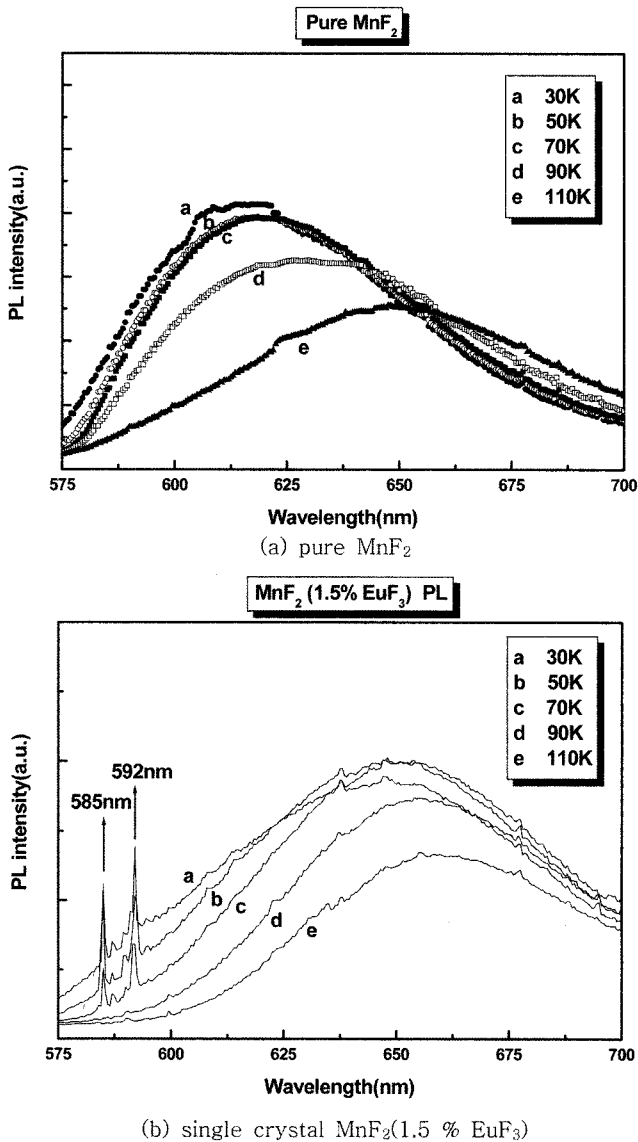 Pure MnF₂
a 30K
b 50K
c 70K
d 90K
e 110K
a
b
c
d
e
PL intensity(a.u.)
575 600 625 650 675 700
Wavelength(nm)
(a) pure MnF₂
MnF₂ (1.5% EuF₃) PL
a 30K
b 50K
c 70K
d 90K
e 110K
592nm
585nm
a
b
c
d
e
PL intensity(a.u.)
575 600 625 650 675 700
Wavelength(nm)
(b) single crystal MnF₂(1.5 % EuF₃)